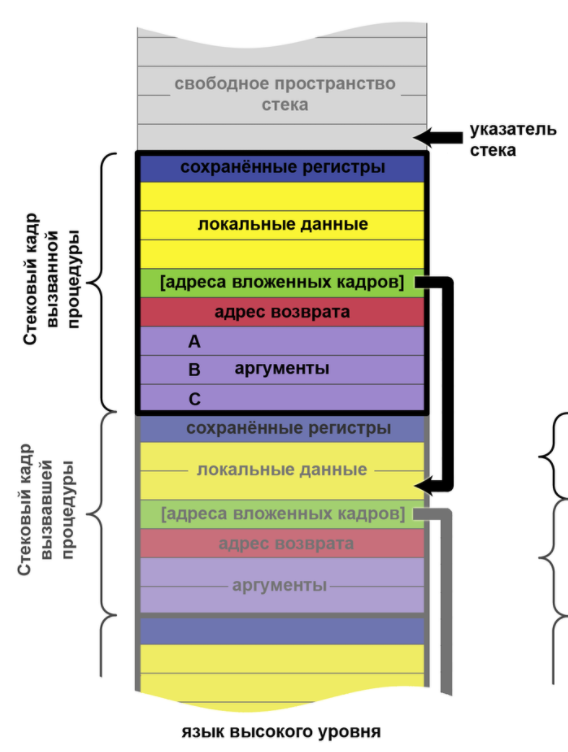 свободное пространство
стека
указатель
стека
сохранённые регистры
локальные данные
[адреса вложенных кадров]
адрес возврата
A
B аргументы
C
Стековый кадр
вызванной
процедуры
сохранённые регистры
локальные данные
[адреса вложенных кадров]
адрес возврата
аргументы
Стековый кадр
вызвавшей
процедуры
язык высокого уровня